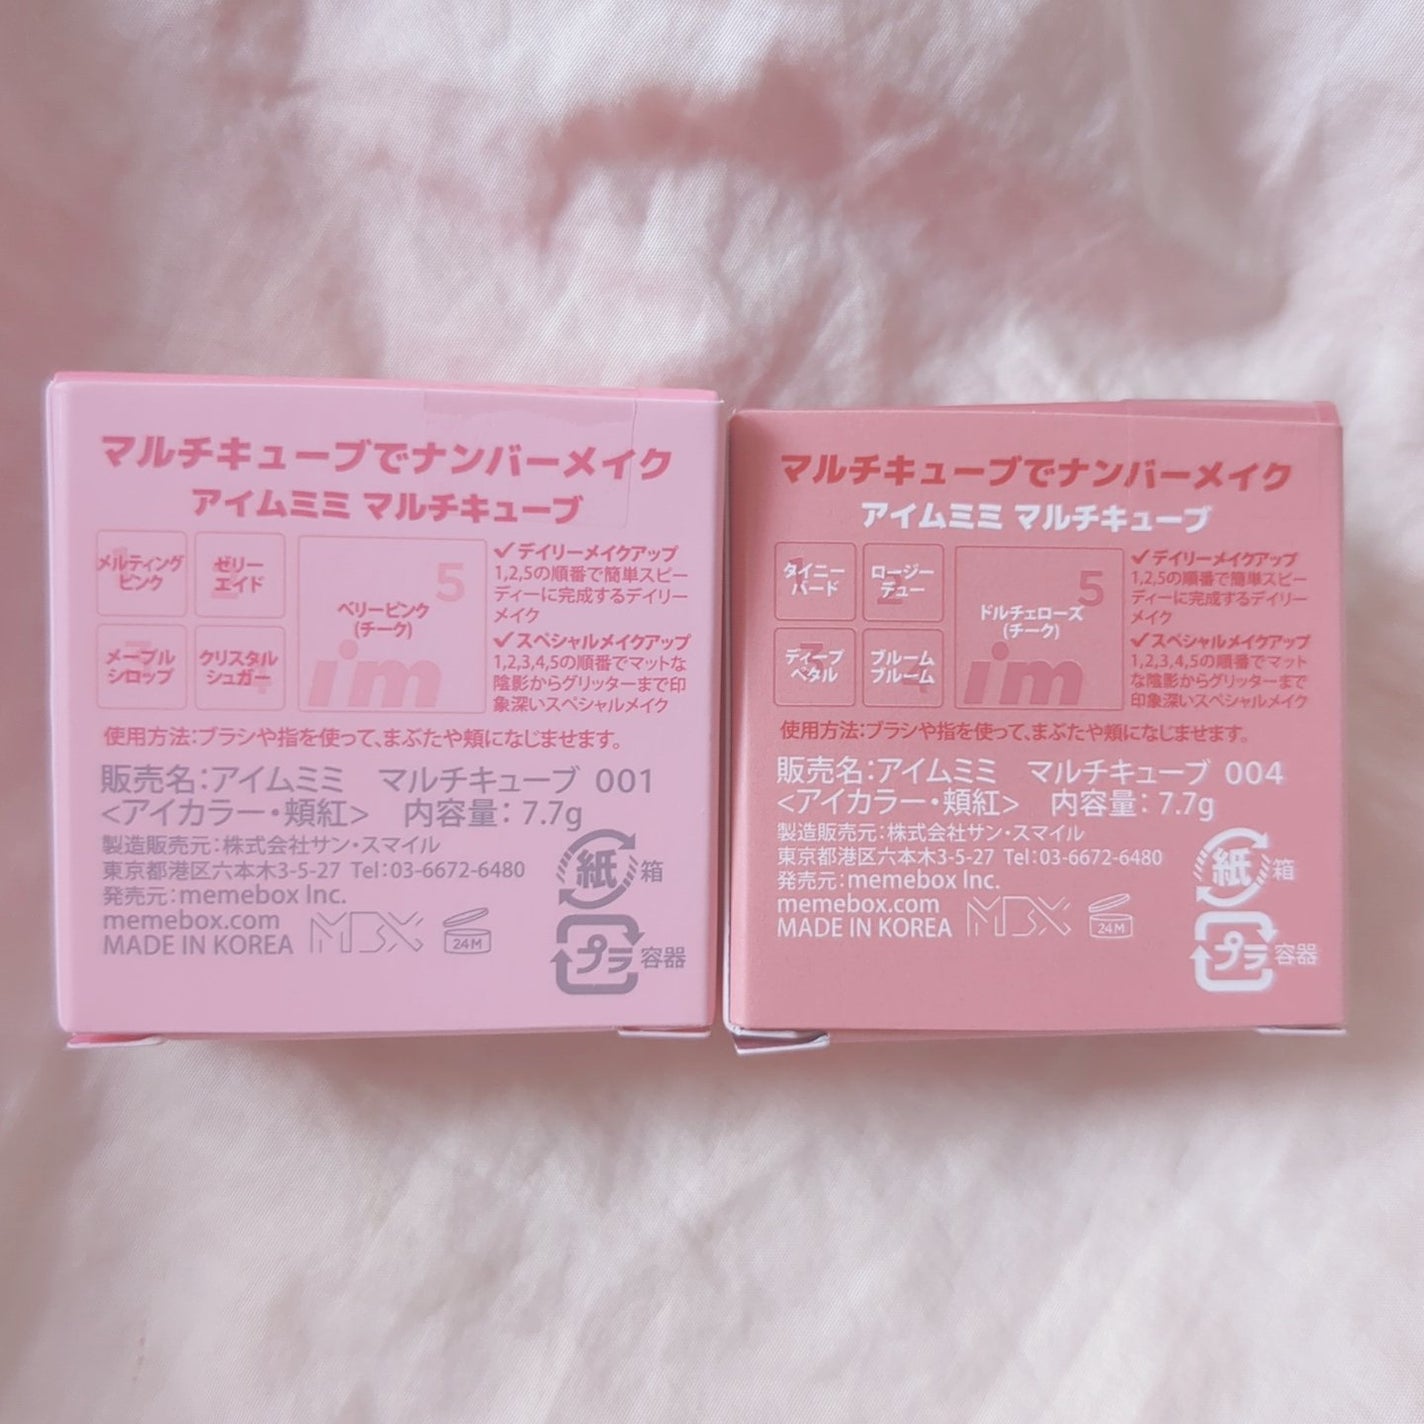 マルチキューブでナンバーメイク
アイムミミ マルチキューブ
メルティング
ピンク
ゼリー
エイド
メープル
シロップ
クリスタル
シュガー
5
ベリーピンク
(チーク)
i'm
✓デイリーメイクアップ
1,2,5の順番で簡単スピー
ディーに完成するデイリー
メイク
✓スペシャルメイクアップ
1,2,3,4,5の順番でマットな
陰影からグリッターまで印
象深いスペシャルメイク
使用方法:ブラシや指を使って、まぶたや頬になじませます。
販売名:アイムミミ マルチキューブ 001
<アイカラー・頬紅> 内容量:7.7g
製造販売元:株式会社サン・スマイル
東京都港区六本木3-5-27 Tel:03-6672-6480
発売元:memebox Inc.
memebox.com
MADE IN KOREA
MBX
24M
紙 箱
プラ 容器
マルチキューブでナンバーメイク
アイムミミ マルチキューブ
タイニー
バード
2
ロージー
デュー
3
ディープ
ペタル
4
ブルーム
ブルーム
5
ドルチェローズ
(チーク)
i'm
✓デイリーメイクアップ
1,2,5の順番で簡単スピー
ディーに完成するデイリー
メイク
✓スペシャルメイクアップ
1,2,3,4,5の順番でマット
な陰影からグリッターまで
印象深いスペシャルメイク
使用方法:ブラシや指を使って、まぶたや頬になじませます。
販売名:アイムミミ マルチキューブ 004
<アイカラー・頬紅> 内容量:7.7g
製造販売元:株式会社サン・スマイル
東京都港区六本木3-5-27 Tel:03-6672-6480
発売元:memebox Inc.
memebox.com
MADE IN KOREA
MBX
24M
紙 箱
プラ 容器